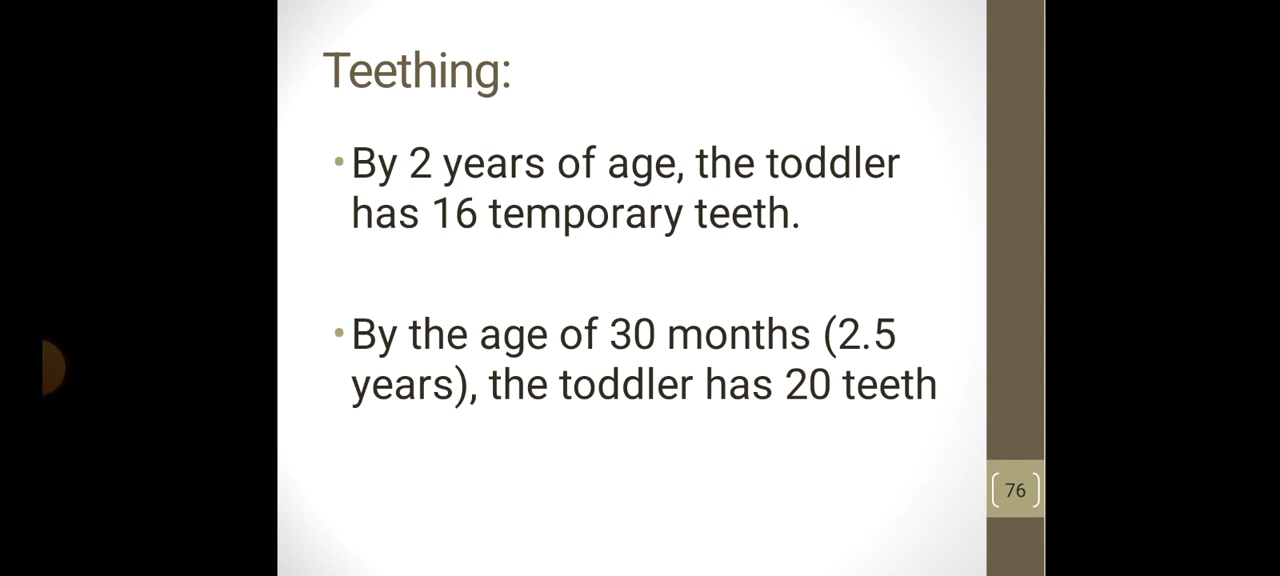 Teething:
•By 2 years of age, the toddler
has 16 temporary teeth.
•By the age of 30 months (2.5
years), the toddler has 20 teeth
76